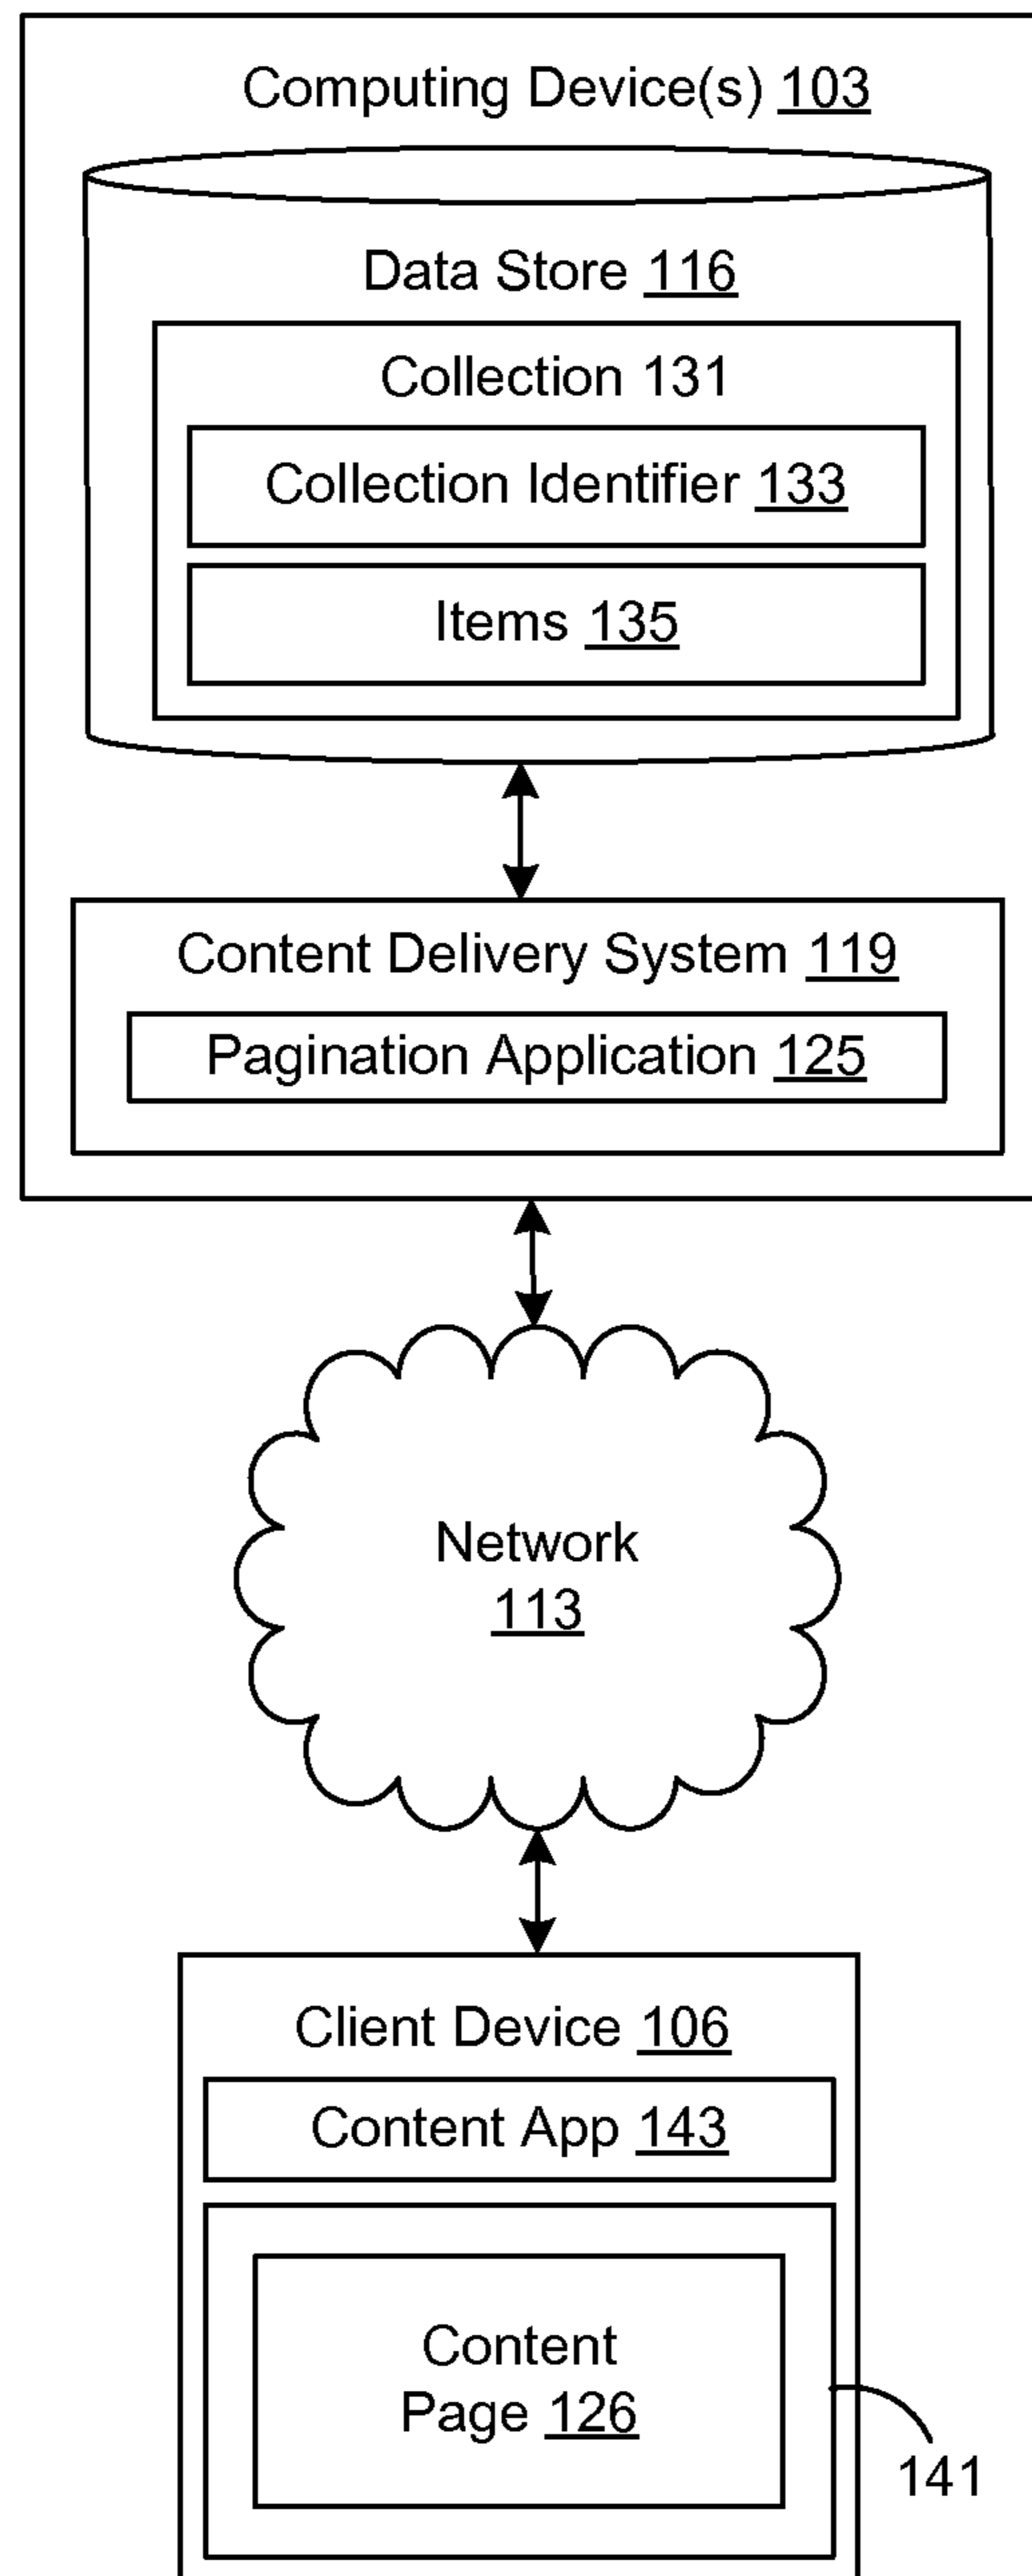 Computing Device(s) 103
Data Store 116
Collection 131
Collection Identifier 133
Items 135
Content Delivery System 119
Pagination Application 125
Network
113
Client Device 106
Content App 143
Content
Page 126
141